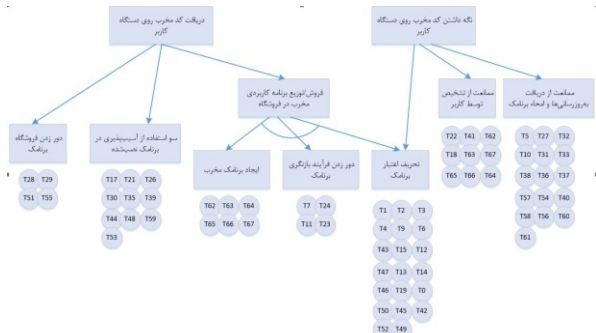 دریافت کد مخرب روی دستگاه
کاربر
نگه داشتن کد مخرب روی دستگاه
کاربر
فروش/توزیع برنامه کاربردی
مخرب در فروشگاه
ممانعت از تشخیص
توسط کاربر
ممانعت از دریافت
به‌روزرسانی‌ها و امحاء برنامک
دور زدن فروشگاه
برنامک
سو استفاده از آسیب‌پذیری در
برنامک نصب‌شده
ایجاد برنامک مخرب
دور زدن فرآیند بازنگری
برنامک
تحریف اعتبار
برنامک
T28 T29
T51 T55
T17 T21 T26
T30 T35 T39
T44 T48 T59
T53
T62 T63 T64
T65 T66 T67
T7 T24
T11 T23
T1 T2 T3
T4 T9 T6
T43 T15 T12
T47 T13 T14
T46 T19 T0
T50 T45 T42
T52 T49
T22 T41 T62
T18 T63 T67
T65 T66 T64
T5 T27 T32
T10 T31 T33
T38 T36 T37
T57 T54 T40
T58 T56 T60
T61